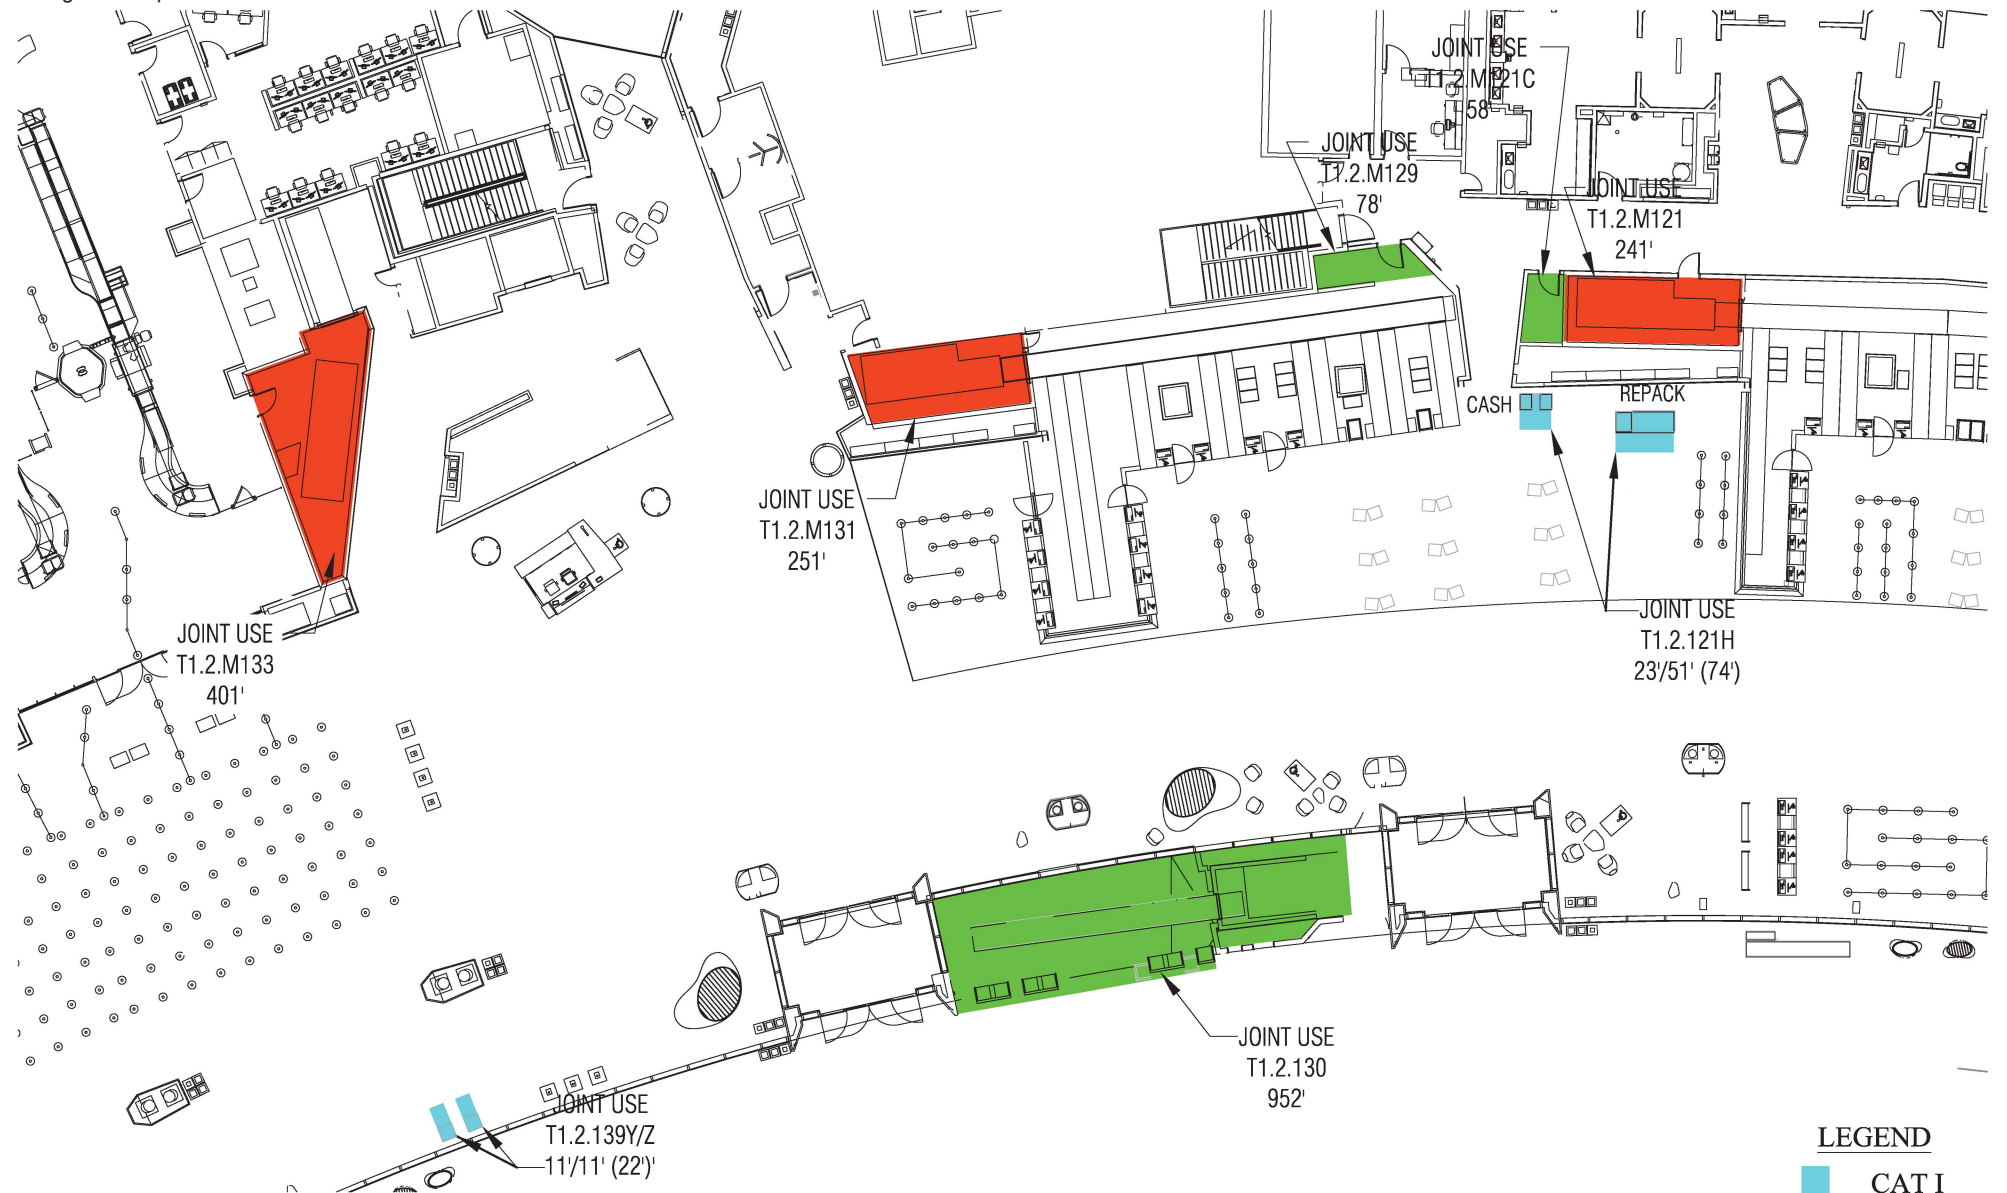 JOINT USE
T1.2.M121C
58'
JOINT USE
T1.2.M129
78'
JOINT USE
T1.2.M121
241'
CASH
REPACK
JOINT USE
T1.2.M131
251'
JOINT USE
T1.2.M133
401'
JOINT USE
T1.2.121H
23'/51' (74')
JOINT USE
T1.2.130
952'
JOINT USE
T1.2.139Y/Z
11'/11' (22')'
LEGEND
CAT I